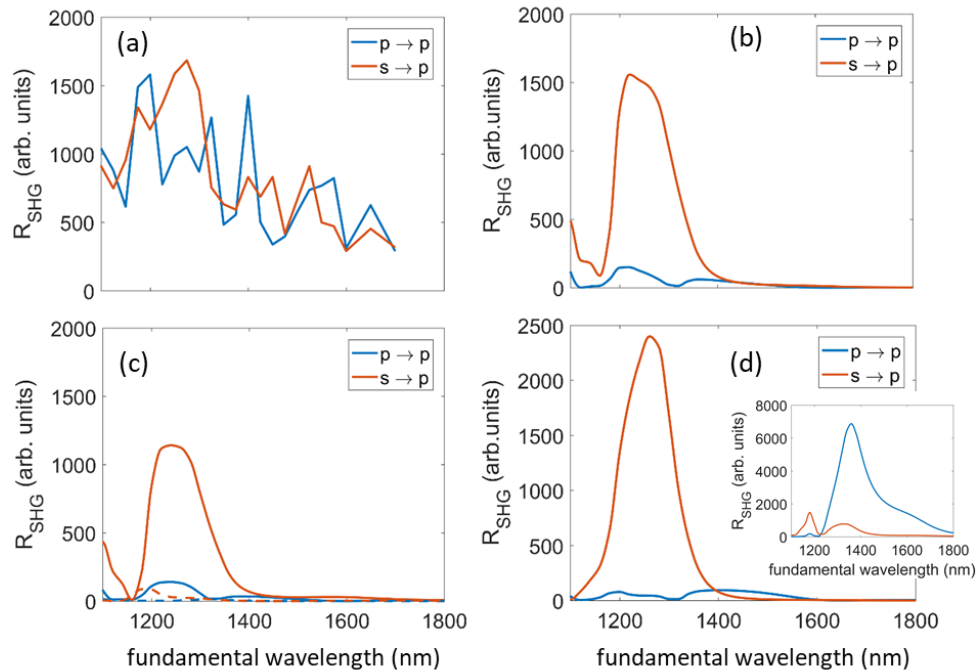 (a)
p → p
s → p
2000
1500
1000
500
0
R_SHG (arb. units)
(b)
p → p
s → p
2000
1500
1000
500
0
R_SHG (arb.units)
(c)
p → p
s → p
2000
1500
1000
500
0
R_SHG (arb. units)
1200 1400 1600 1800
fundamental wavelength (nm)
(d)
p → p
s → p
2500
2000
1500
1000
500
0
R_SHG (arb. units)
1200 1400 1600 1800
fundamental wavelength (nm)
8000
6000
4000
2000
0
R_SHG (arb. units)
1200 1400 1600 1800
fundamental wavelength (nm)